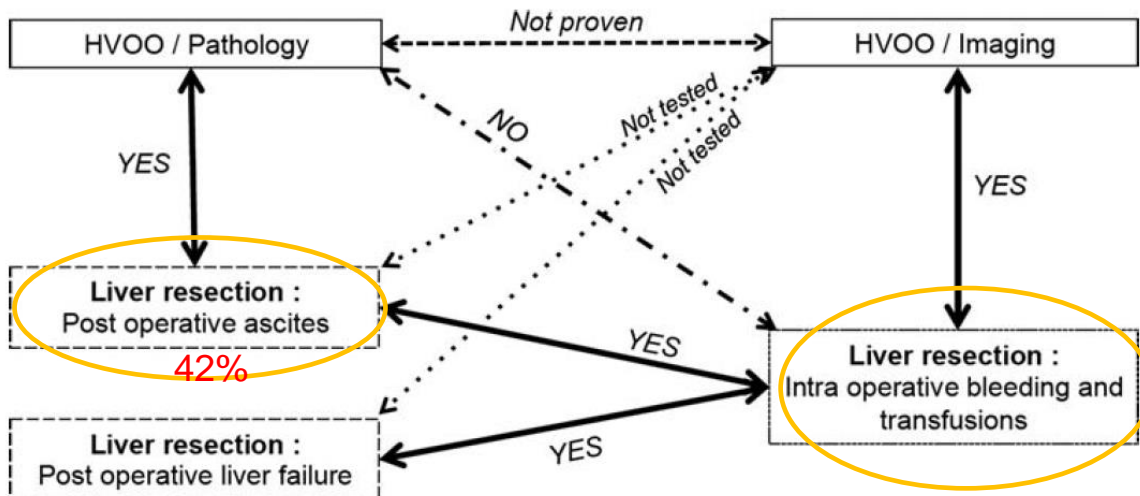 Not proven
HVOO / Pathology
HVOO / Imaging
Not tested
NO
Not tested
YES
YES
Liver resection :
Post operative ascites
42%
YES
Liver resection :
Intra operative bleeding and
transfusions
Liver resection :
Post operative liver failure
YES